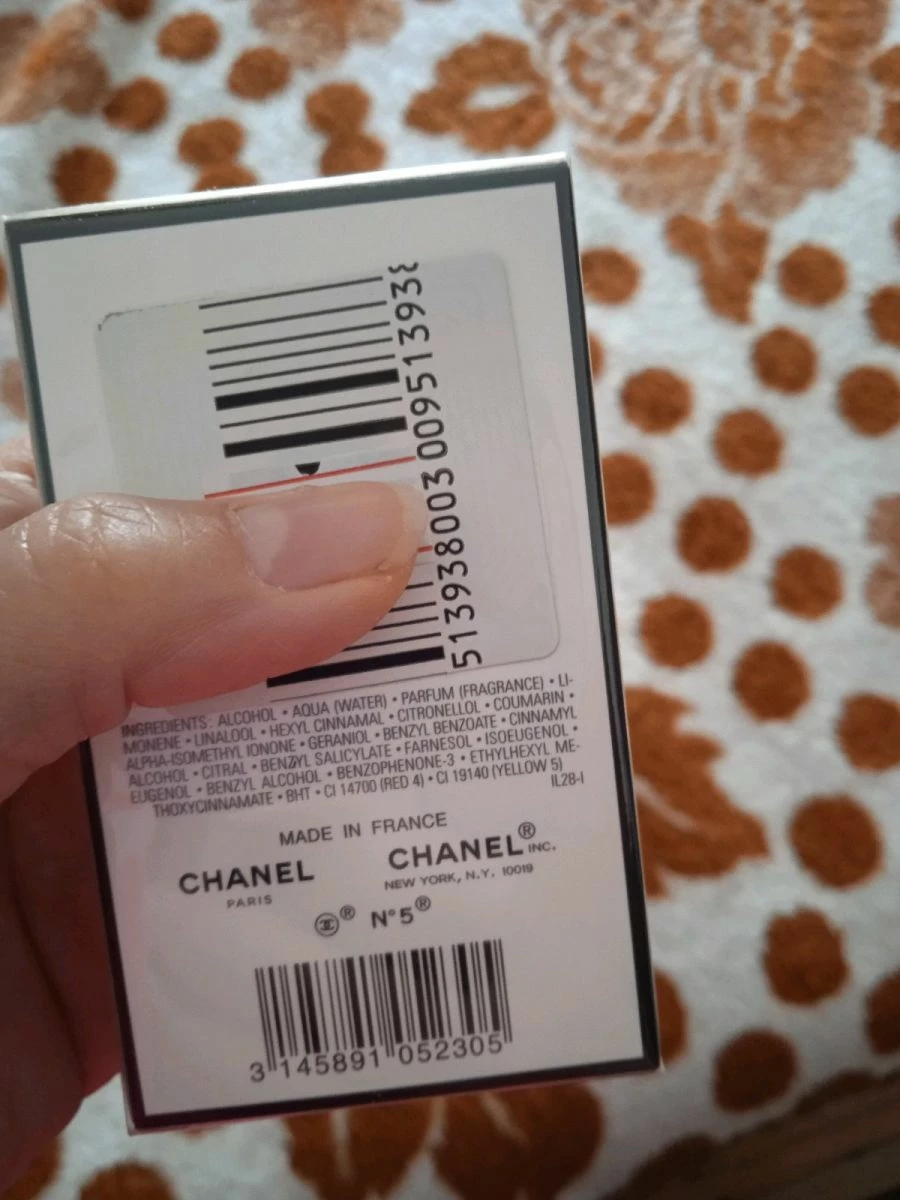 513938003009513938
INGREDIENTS: ALCOHOL • AQUA (WATER) • PARFUM (FRAGRANCE) • LI-
MONENE • LINALOOL • HEXYL CINNAMAL • CITRONELLOL • COUMARIN •
ALPHA-ISOMETHYL IONONE • GERANIOL • BENZYL BENZOATE • CINNAMYL
ALCOHOL • CITRAL • BENZYL SALICYLATE • FARNESOL • ISOEUGENOL •
EUGENOL • BENZYL ALCOHOL • BENZOPHENONE-3 • ETHYLHEXYL ME-
THOXYCINNAMATE • BHT • CI 14700 (RED 4) • CI 19140 (YELLOW 5)
IL28-I
MADE IN FRANCE
CHANEL
PARIS
CHANEL® INC.
NEW YORK, N.Y. 10019
® N°5®
3 145891 052305